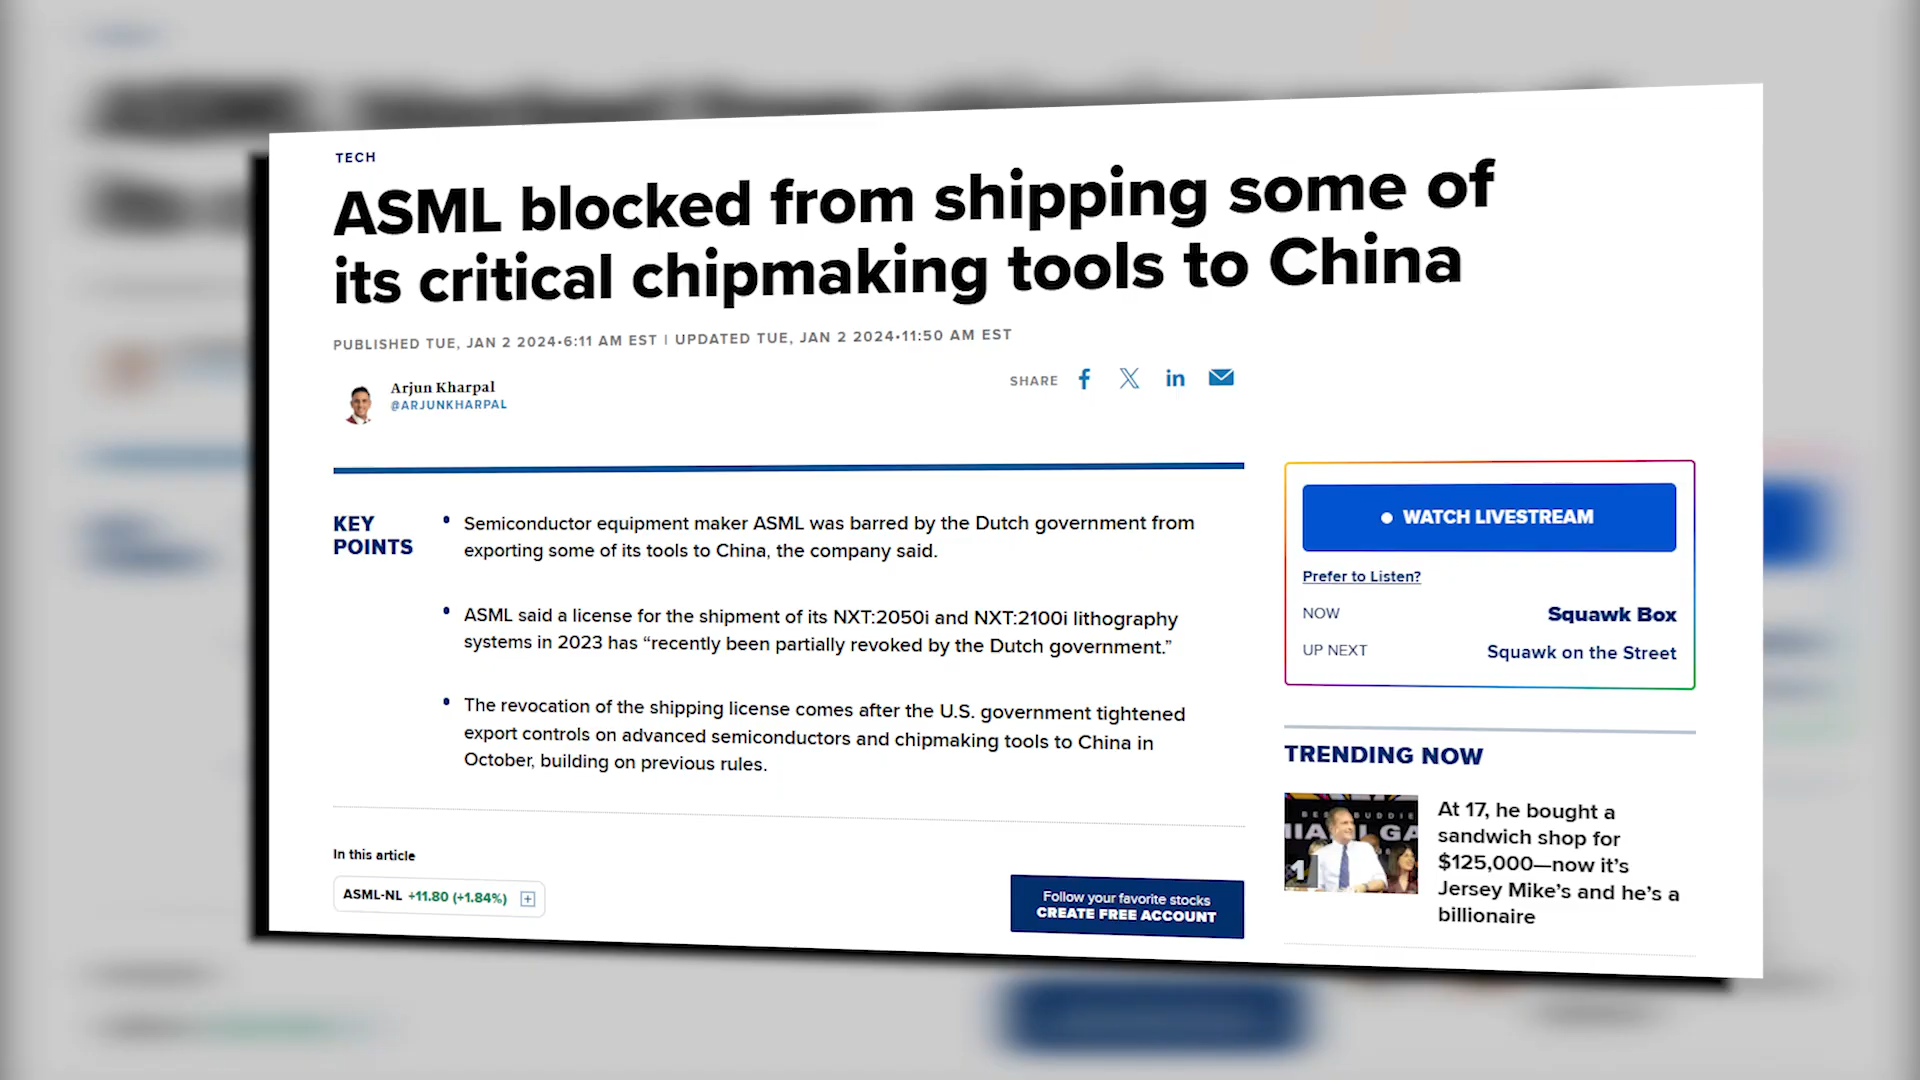 TECH
ASML blocked from shipping some of
its critical chipmaking tools to China
PUBLISHED TUE, JAN 2 2024•6:11 AM EST | UPDATED TUE, JAN 2 2024•11:50 AM EST
Arjun Kharpal
@ARJUNKHARPAL
SHARE
KEY
POINTS
• Semiconductor equipment maker ASML was barred by the Dutch government from
exporting some of its tools to China, the company said.
• ASML said a license for the shipment of its NXT:2050i and NXT:2100i lithography
systems in 2023 has “recently been partially revoked by the Dutch government.”
• The revocation of the shipping license comes after the U.S. government tightened
export controls on advanced semiconductors and chipmaking tools to China in
October, building on previous rules.
In this article
ASML-NL +11.80 (+1.84%)
Follow your favorite stocks
CREATE FREE ACCOUNT
WATCH LIVESTREAM
Prefer to Listen?
NOW Squawk Box
UP NEXT Squawk on the Street
TRENDING NOW
1
At 17, he bought a
sandwich shop for
$125,000—now it’s
Jersey Mike’s and he’s a
billionaire